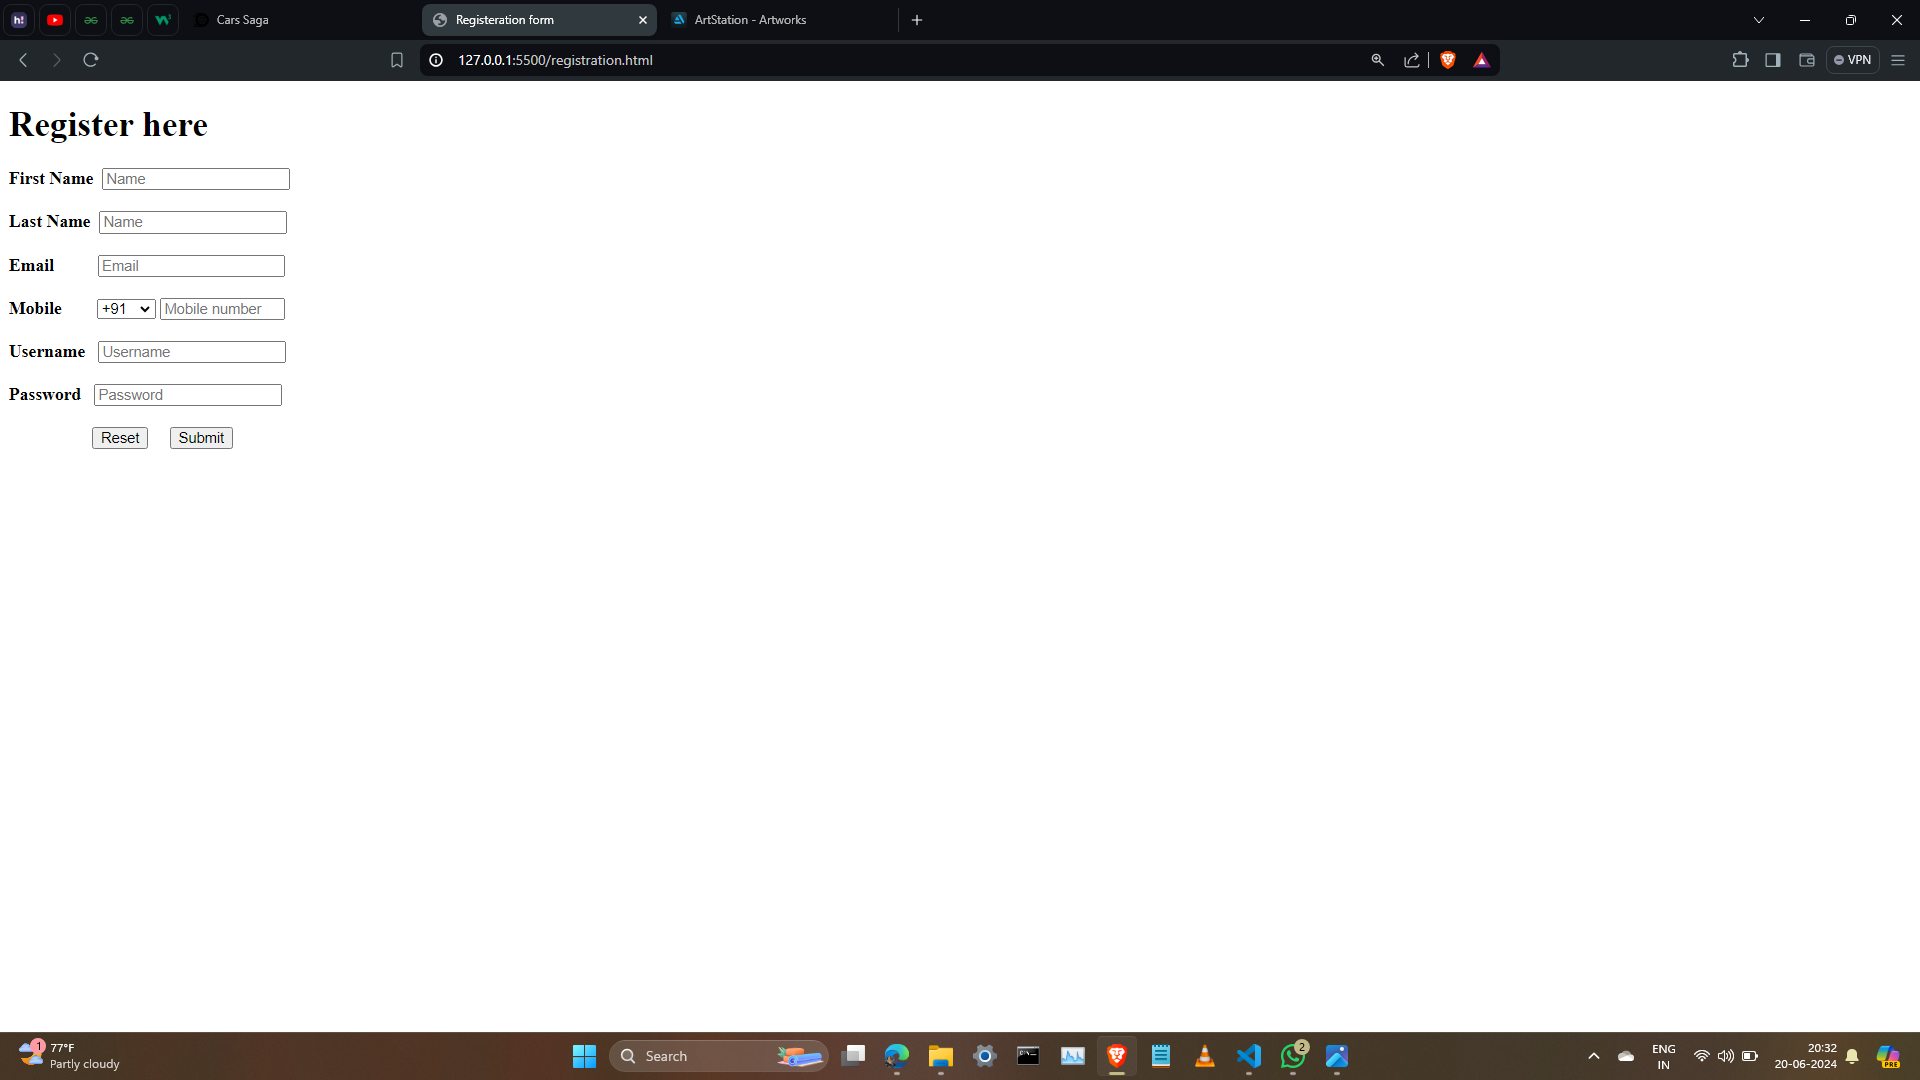 h!
Cars Saga
Registeration form
ArtStation - Artworks
127.0.0.1:5500/registration.html
VPN
Register here
First Name Name
Last Name Name
Email Email
Mobile +91 Mobile number
Username Username
Password Password
Reset Submit
1
77°F
Partly cloudy
Search
2
ENG
IN
20:32
20-06-2024
PRE